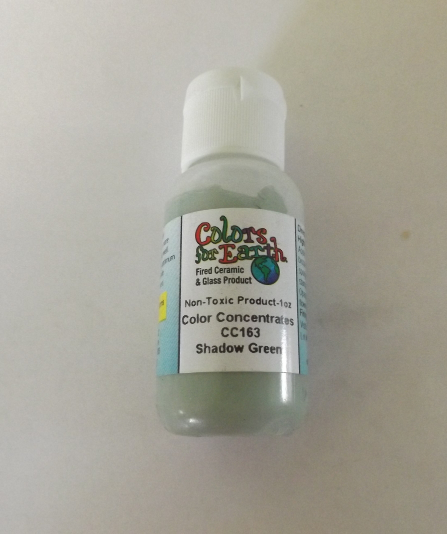 Colors
for Earth
Fired Ceramic
& Glass Product
Non-Toxic Product-1oz
Color Concentrates
CC163
Shadow Green